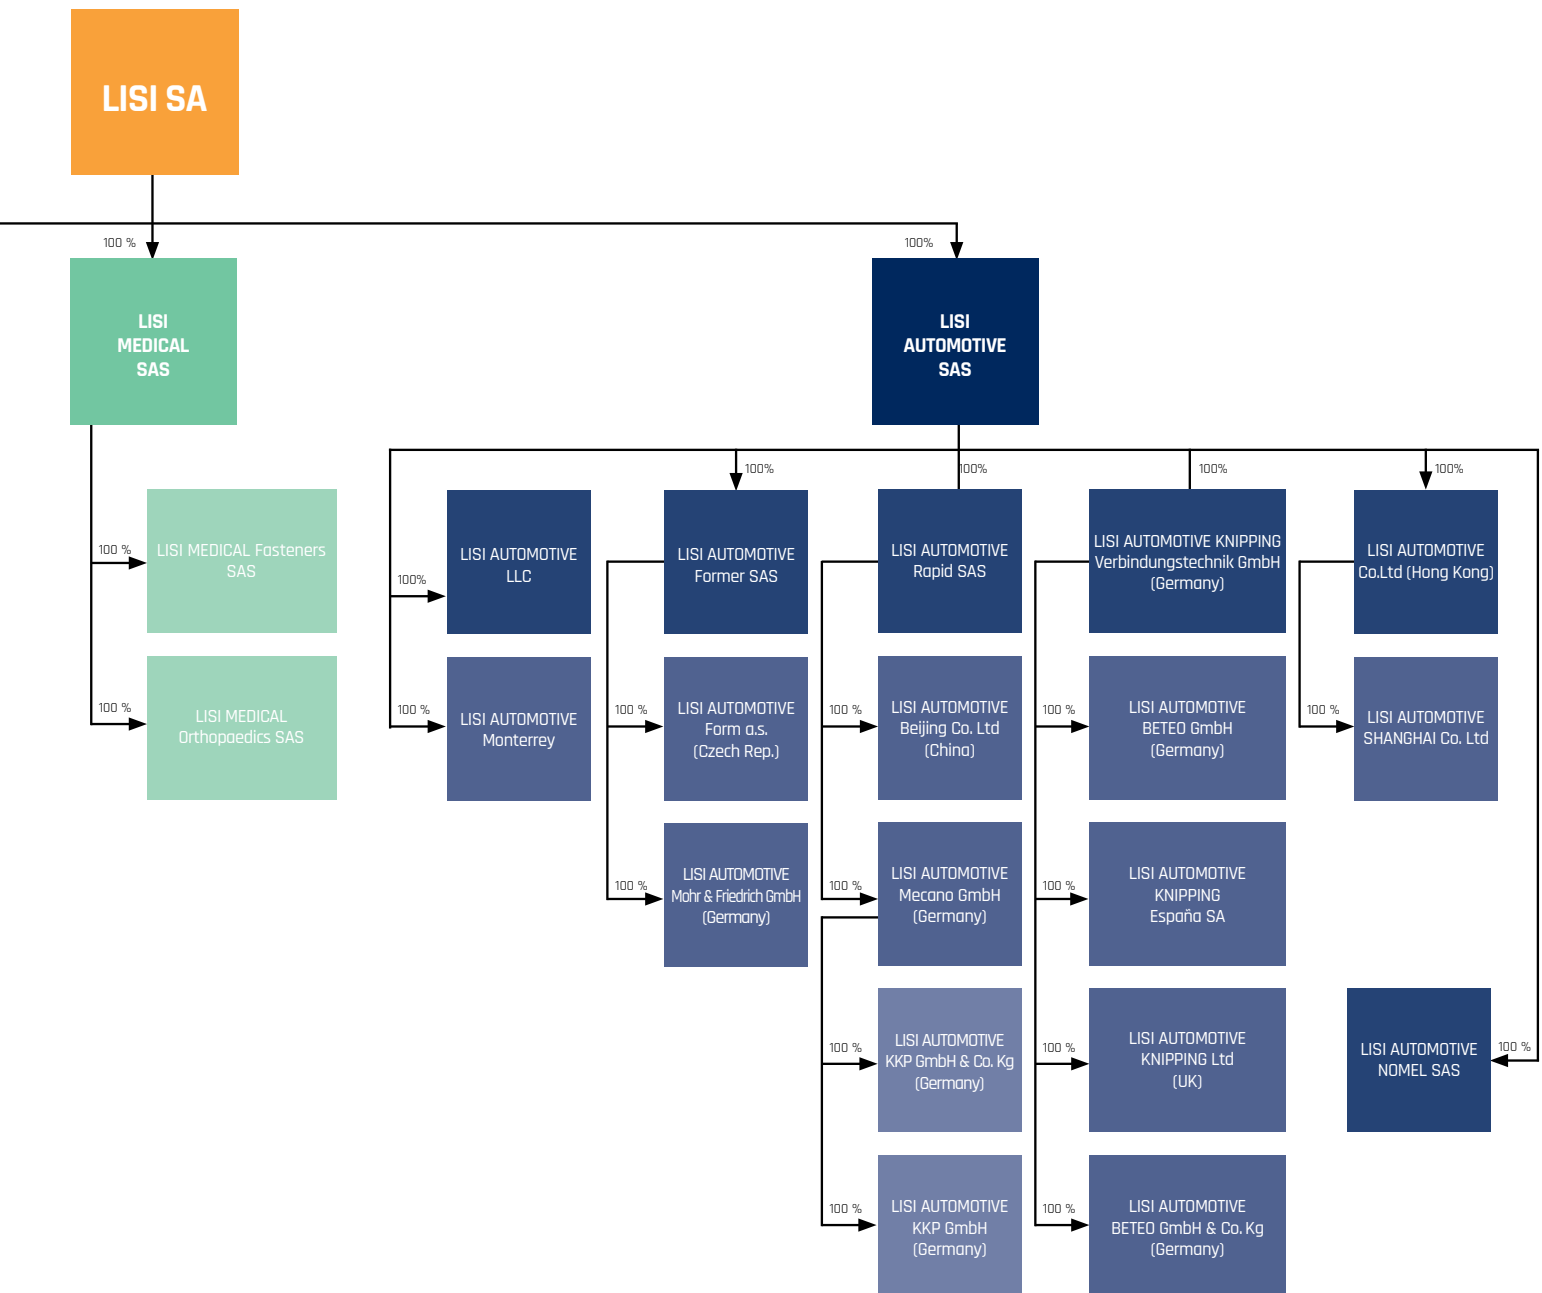 LISI SA
100 %
100%
LISI
MEDICAL
SAS
LISI
AUTOMOTIVE
SAS
100%
100%
100%
100%
100 %
LISI MEDICAL Fasteners
SAS
100%
LISI AUTOMOTIVE
LLC
LISI AUTOMOTIVE
Former SAS
LISI AUTOMOTIVE
Rapid SAS
LISI AUTOMOTIVE KNIPPING
Verbindungstechnik GmbH
(Germany)
LISI AUTOMOTIVE
Co.Ltd (Hong Kong)
100 %
LISI MEDICAL
Orthopaedics SAS
100 %
LISI AUTOMOTIVE
Monterrey
100 %
LISI AUTOMOTIVE
Form a.s.
(Czech Rep.)
100 %
LISI AUTOMOTIVE
Beijing Co. Ltd
(China)
100 %
LISI AUTOMOTIVE
BETEO GmbH
(Germany)
100 %
LISI AUTOMOTIVE
SHANGHAI Co. Ltd
100 %
LISI AUTOMOTIVE
Mohr & Friedrich GmbH
(Germany)
100 %
LISI AUTOMOTIVE
Mecano GmbH
(Germany)
100 %
LISI AUTOMOTIVE
KNIPPING
España SA
100 %
LISI AUTOMOTIVE
KKP GmbH & Co. Kg
(Germany)
100 %
LISI AUTOMOTIVE
KNIPPING Ltd
(UK)
LISI AUTOMOTIVE
NOMEL SAS
100 %
100 %
LISI AUTOMOTIVE
KKP GmbH
(Germany)
100 %
LISI AUTOMOTIVE
BETEO GmbH & Co. Kg
(Germany)